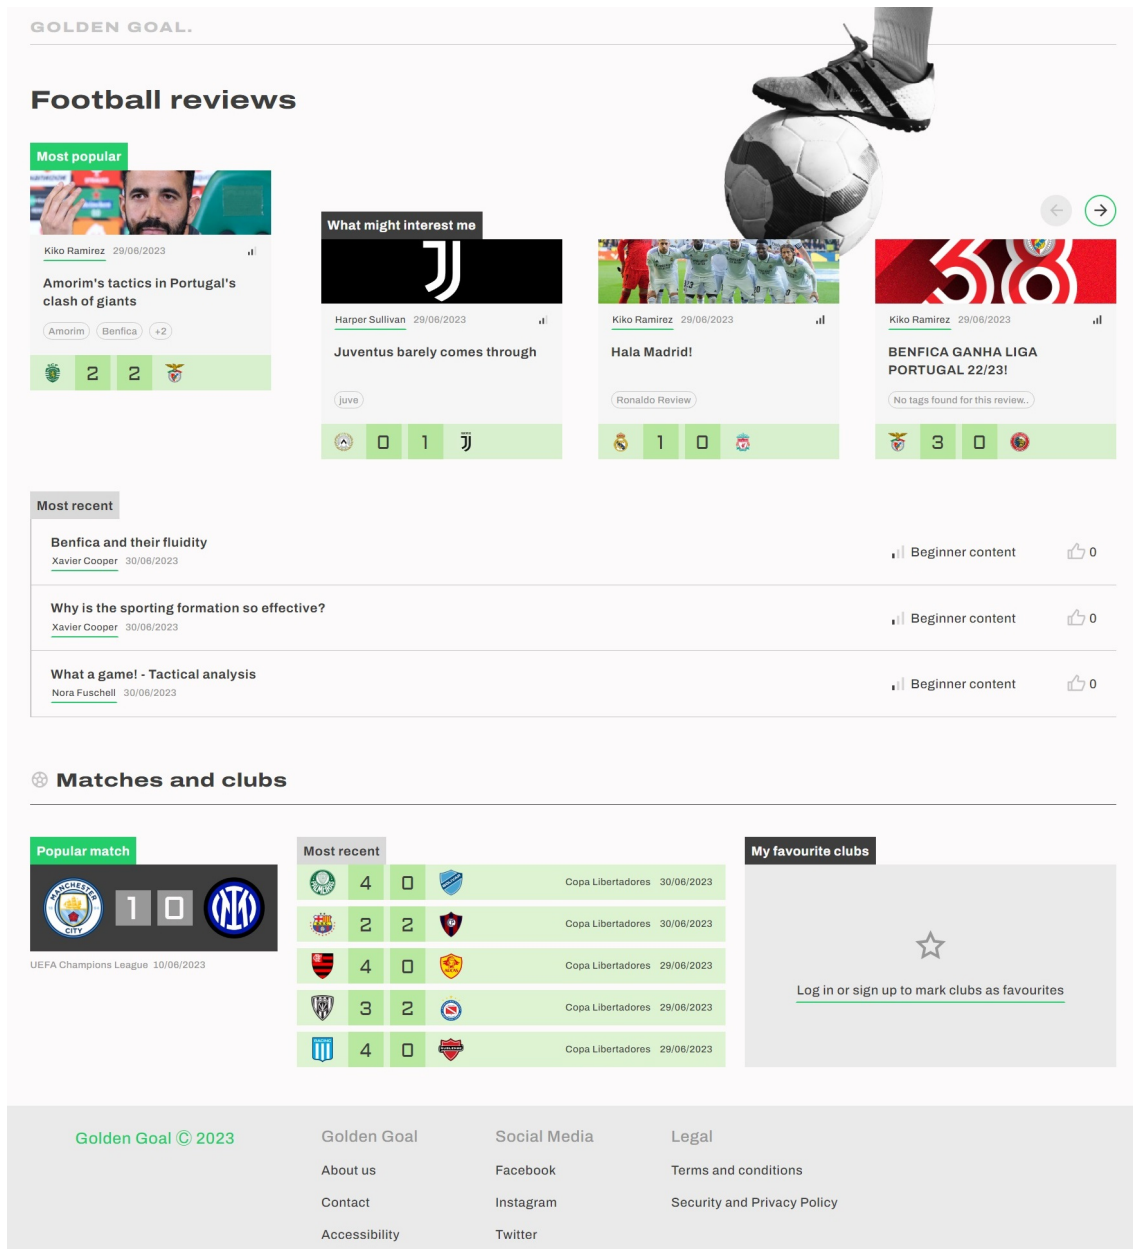 GOLDEN GOAL.
Football reviews
Most popular
Kiko Ramirez 29/06/2023
Amorim's tactics in Portugal's
clash of giants
Amorim Benfica +2
2 2
What might interest me
Harper Sullivan 29/06/2023
Juventus barely comes through
juve
0 1
Kiko Ramirez 29/06/2023
Hala Madrid!
Ronaldo Review
1 0
38
Kiko Ramirez 29/06/2023
BENFICA GANHA LIGA
PORTUGAL 22/23!
No tags found for this review..
3 0
Most recent
Benfica and their fluidity
Xavier Cooper 30/06/2023
Beginner content 0
Why is the sporting formation so effective?
Xavier Cooper 30/06/2023
Beginner content 0
What a game! - Tactical analysis
Nora Fuschell 30/06/2023
Beginner content 0
Matches and clubs
Popular match
MANCHESTER
CITY
1 0
UEFA Champions League 10/06/2023
Most recent
4 0 Copa Libertadores 30/06/2023
2 2 Copa Libertadores 30/06/2023
4 0 Copa Libertadores 29/06/2023
3 2 Copa Libertadores 29/06/2023
4 0 Copa Libertadores 29/06/2023
My favourite clubs
Log in or sign up to mark clubs as favourites
Golden Goal © 2023
Golden Goal
About us
Contact
Accessibility
Social Media
Facebook
Instagram
Twitter
Legal
Terms and conditions
Security and Privacy Policy